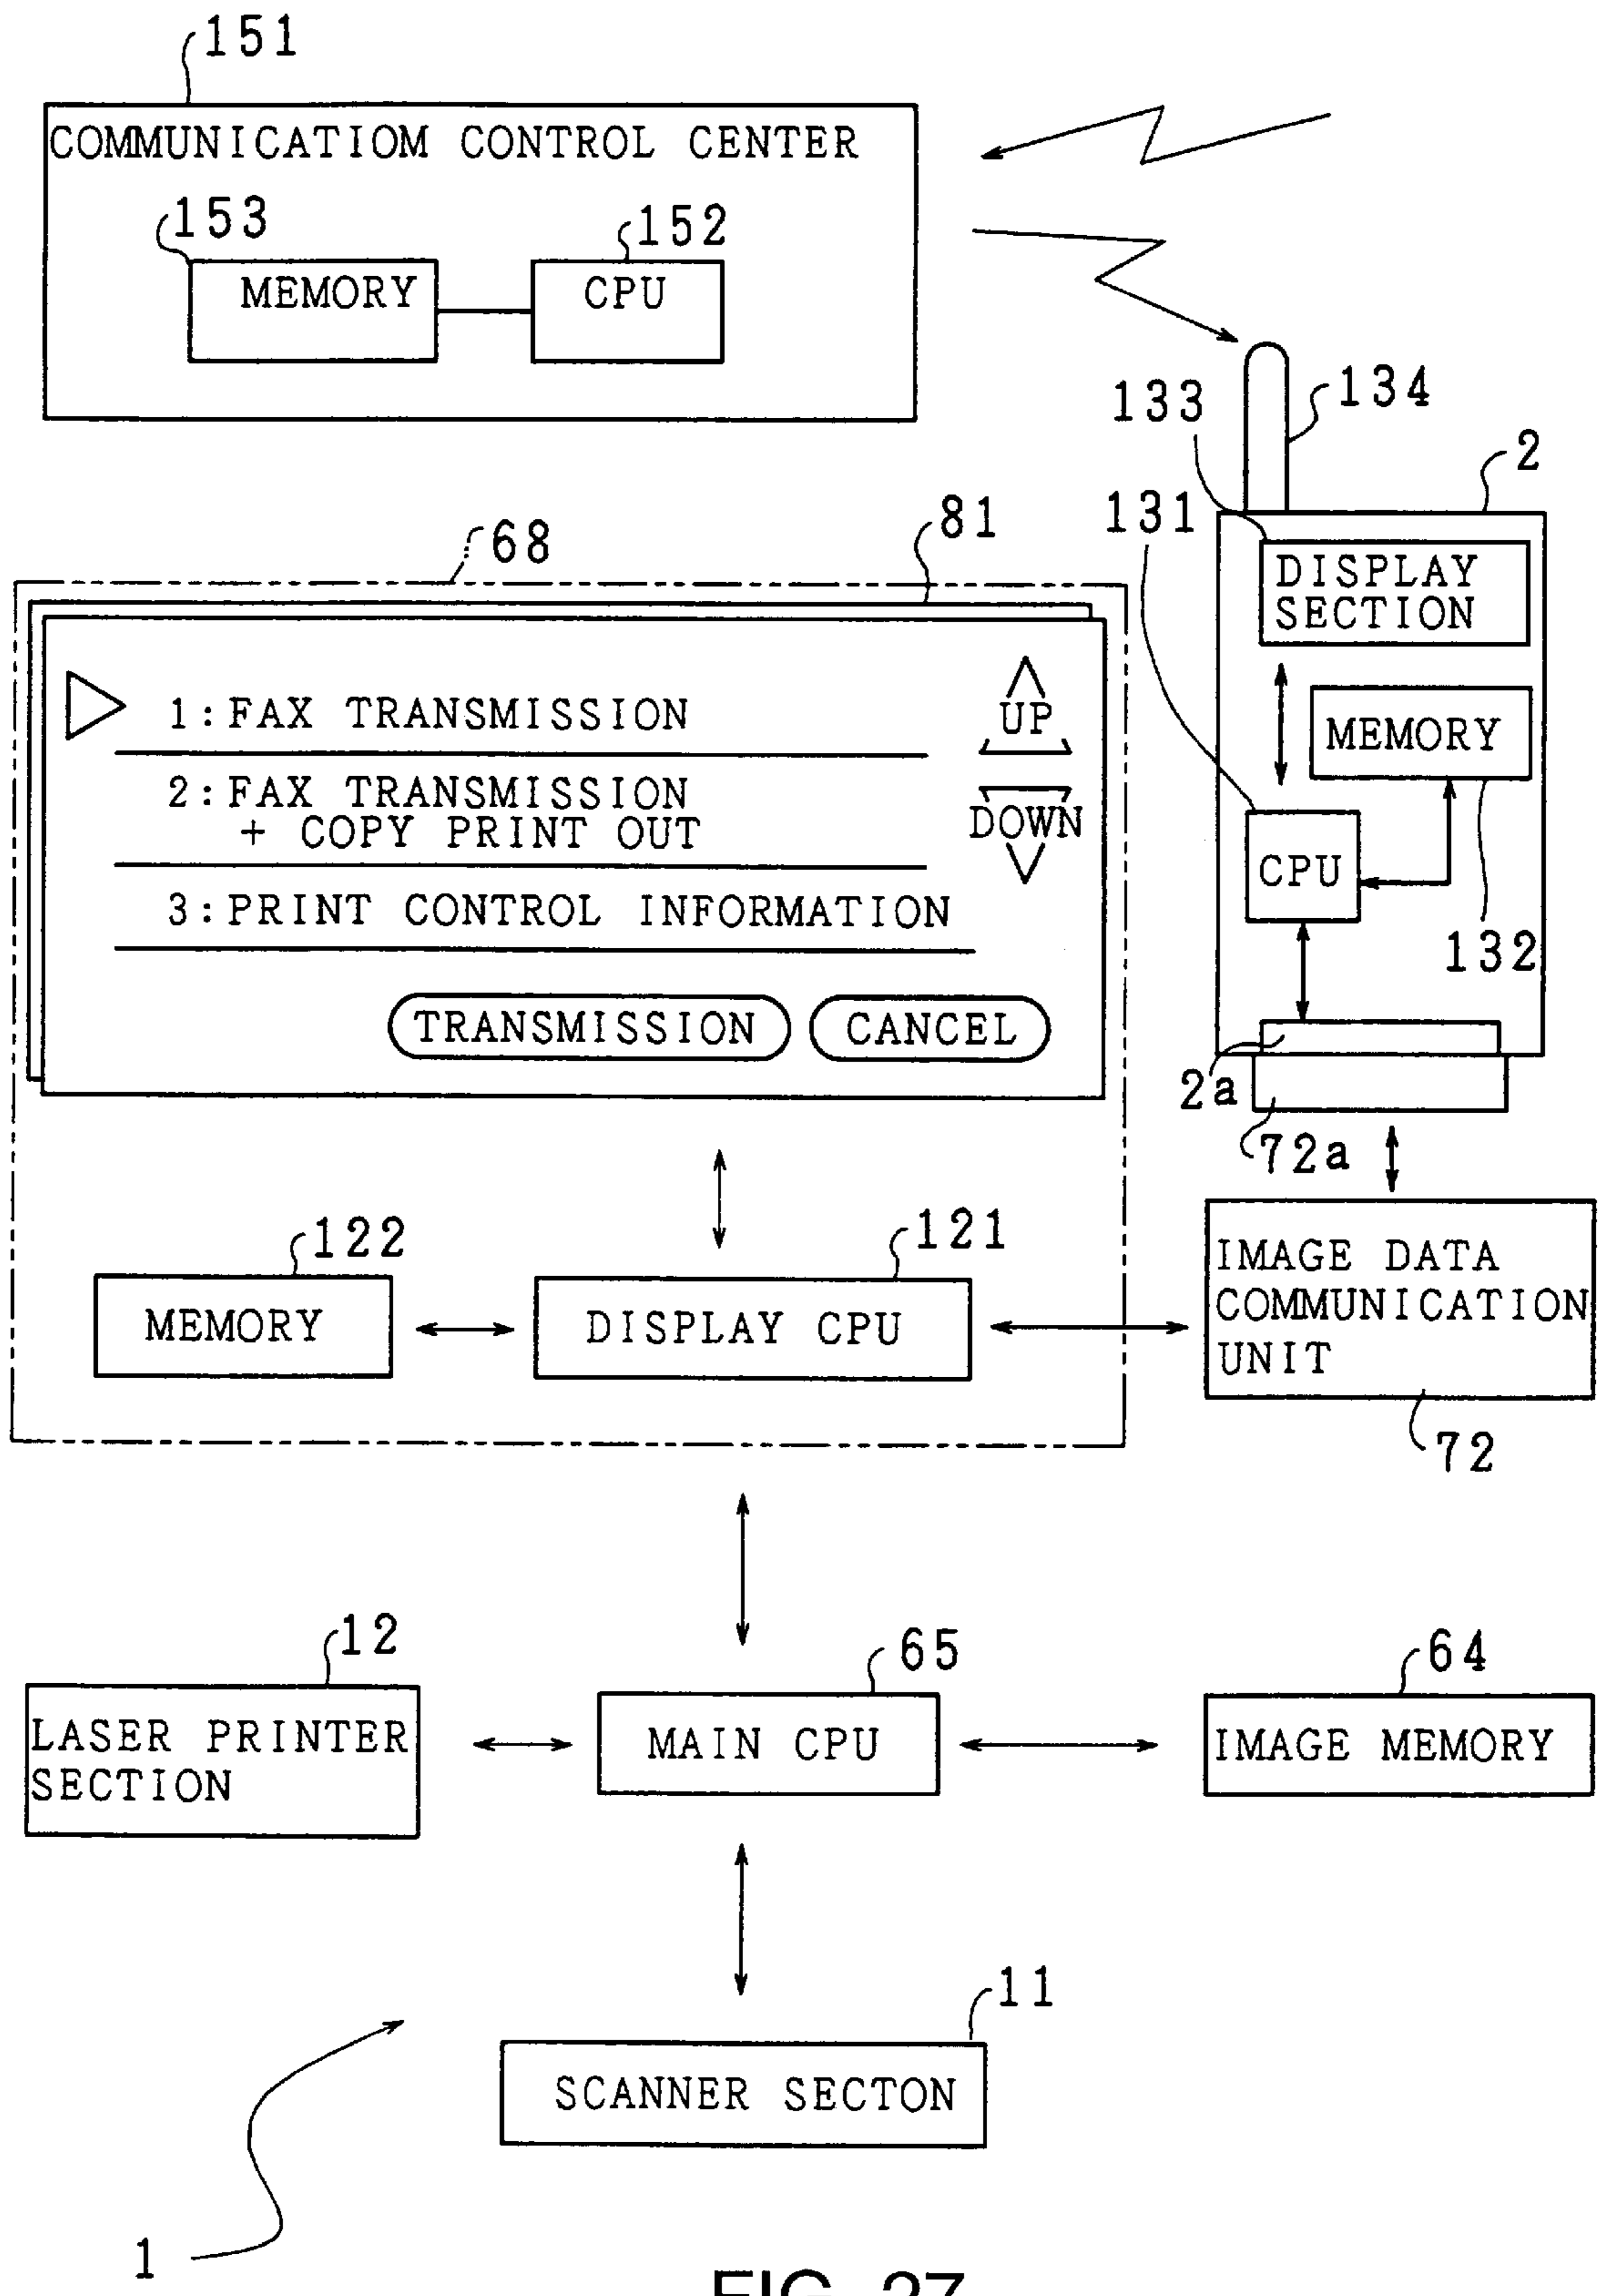 151
COMMUNICATIOM CONTROL CENTER
153
152
MEMORY
CPU
133
134
2
131
68
81
DISPLAY
SECTION
1:FAX TRANSMISSION
UP
MEMORY
2:FAX TRANSMISSION
+ COPY PRINT OUT
DOWN
CPU
3:PRINT CONTROL INFORMATION
132
TRANSMISSION
CANCEL
2a
72a
122
121
MEMORY
DISPLAY CPU
IMAGE DATA
COMMUNICATION
UNIT
72
12
65
64
LASER PRINTER
SECTION
MAIN CPU
IMAGE MEMORY
11
SCANNER SECTON
1
FIG. 27